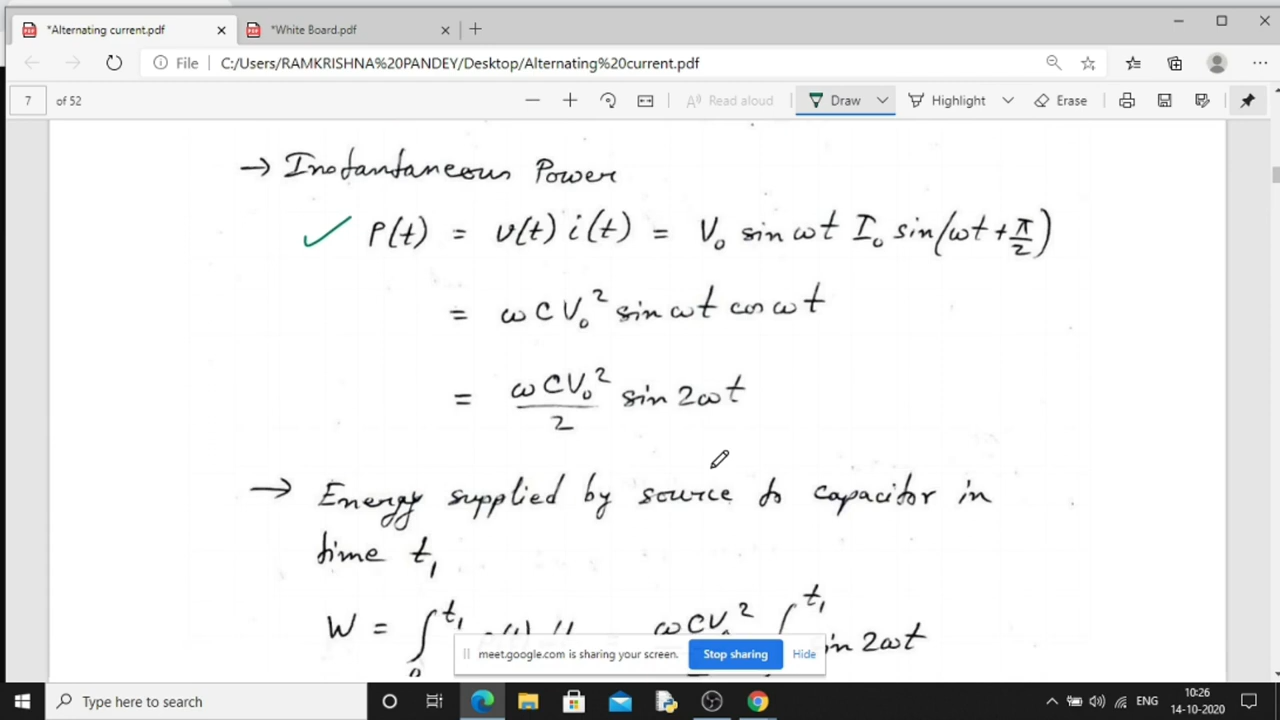 *Alternating current.pdf
*White Board.pdf
File | C:/Users/RAMKRISHNA%20PANDEY/Desktop/Alternating%20current.pdf
7 of 52
Read aloud
Draw
Highlight
Erase
→ Instantaneous Power
✓ P(t) = v(t) i(t) = V₀ sin ωt I₀ sin(ωt + π/2)
= ωCV₀² sin ωt cos ωt
= ωCV₀²/2 sin 2ωt
→ Energy supplied by source to capacitor in
time t₁
W = ∫₀^t₁ ωCV₀² ∫^t₁ in 2ωt
meet.google.com is sharing your screen. Stop sharing Hide
Type here to search
ENG
10:26
14-10-2020